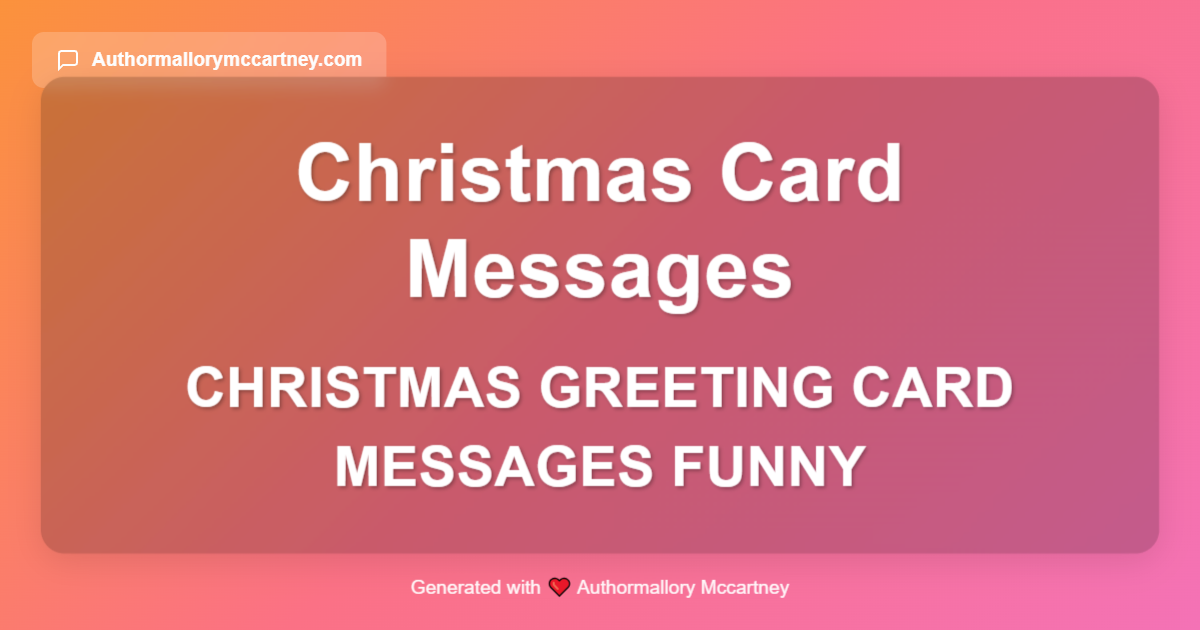 Authormallorymccartney.com
Christmas Card
Messages
CHRISTMAS GREETING CARD
MESSAGES FUNNY
Generated with ❤️ Authormallory Mccartney